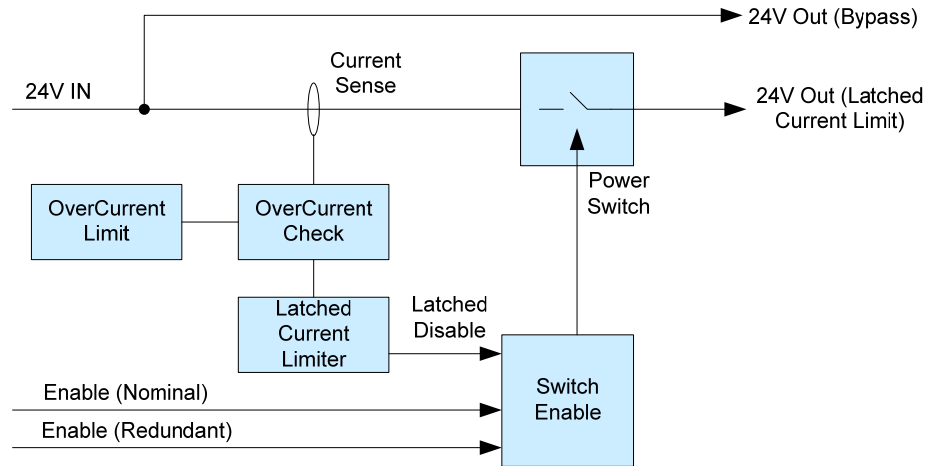 24V Out (Bypass)
Current
Sense
24V IN
24V Out (Latched
Current Limit)
Power
Switch
OverCurrent
Limit
OverCurrent
Check
Latched
Current
Limiter
Latched
Disable
Switch
Enable
Enable (Nominal)
Enable (Redundant)